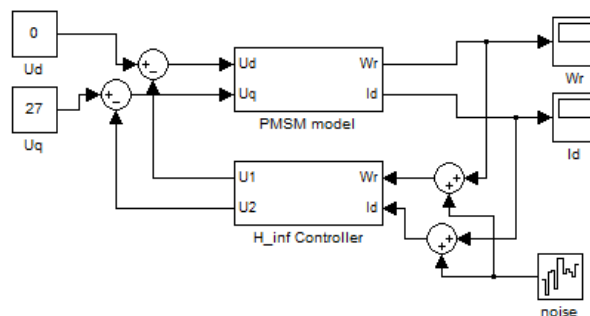 0
Ud
27
Uq
Ud
Uq
Wr
Id
PMSM model
Wr
Id
U1
U2
Wr
Id
H_inf Controller
noise